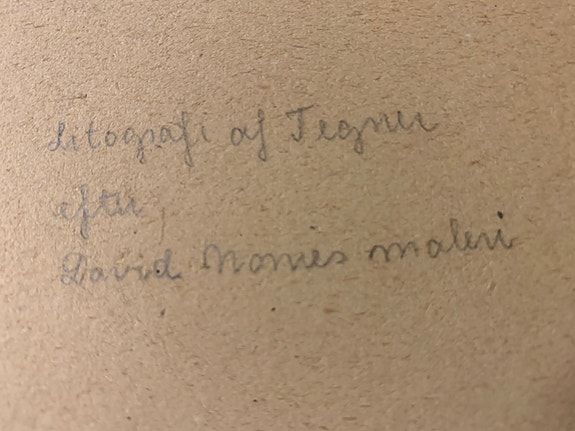 Litografi af Tegner
efter
David Monies maleri